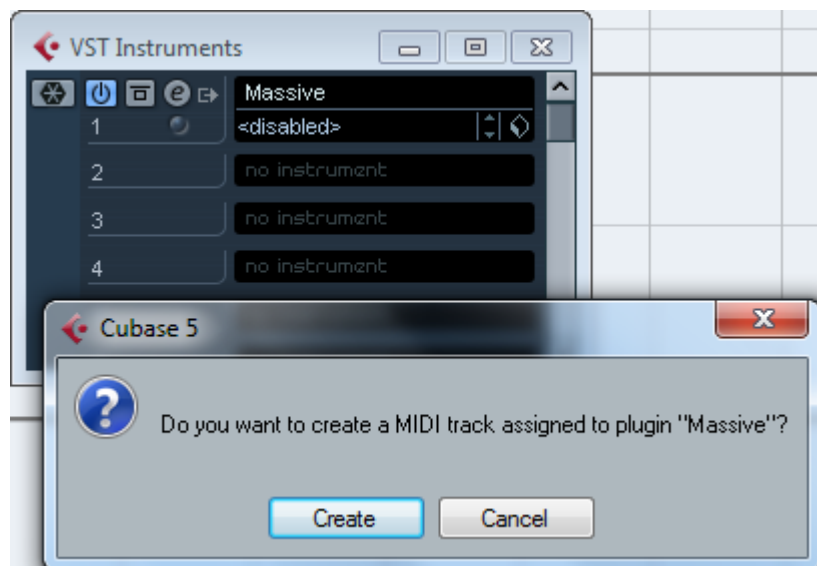 VST Instruments
Massive
1 <disabled>
2 no instrument
3 no instrument
4 no instrument
Cubase 5
Do you want to create a MIDI track assigned to plugin "Massive"?
Create Cancel